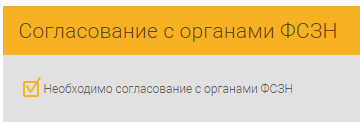 Согласование с органами ФСЗН
Необходимо согласование с органами ФСЗН